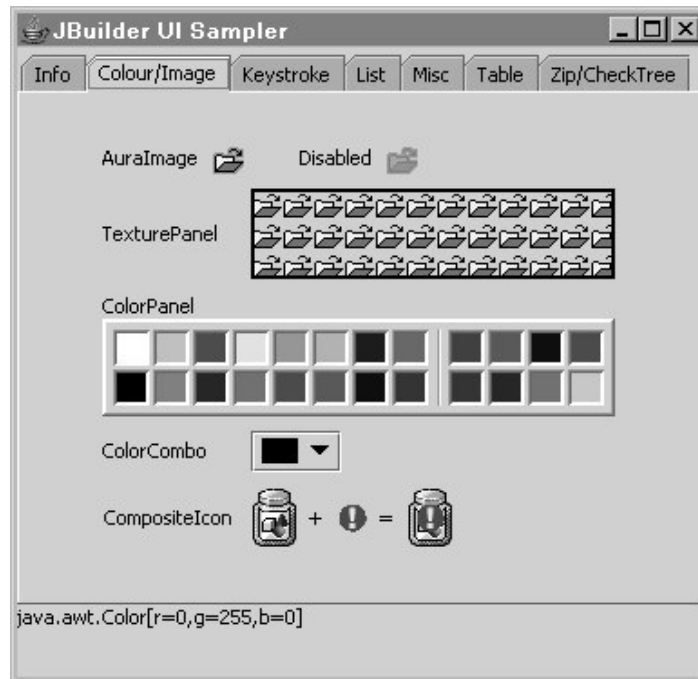 JBuilder UI Sampler
Info Colour/Image Keystroke List Misc Table Zip/CheckTree
AuraImage Disabled
TexturePanel
ColorPanel
ColorCombo
CompositeIcon + =
java.awt.Color[r=0,g=255,b=0]